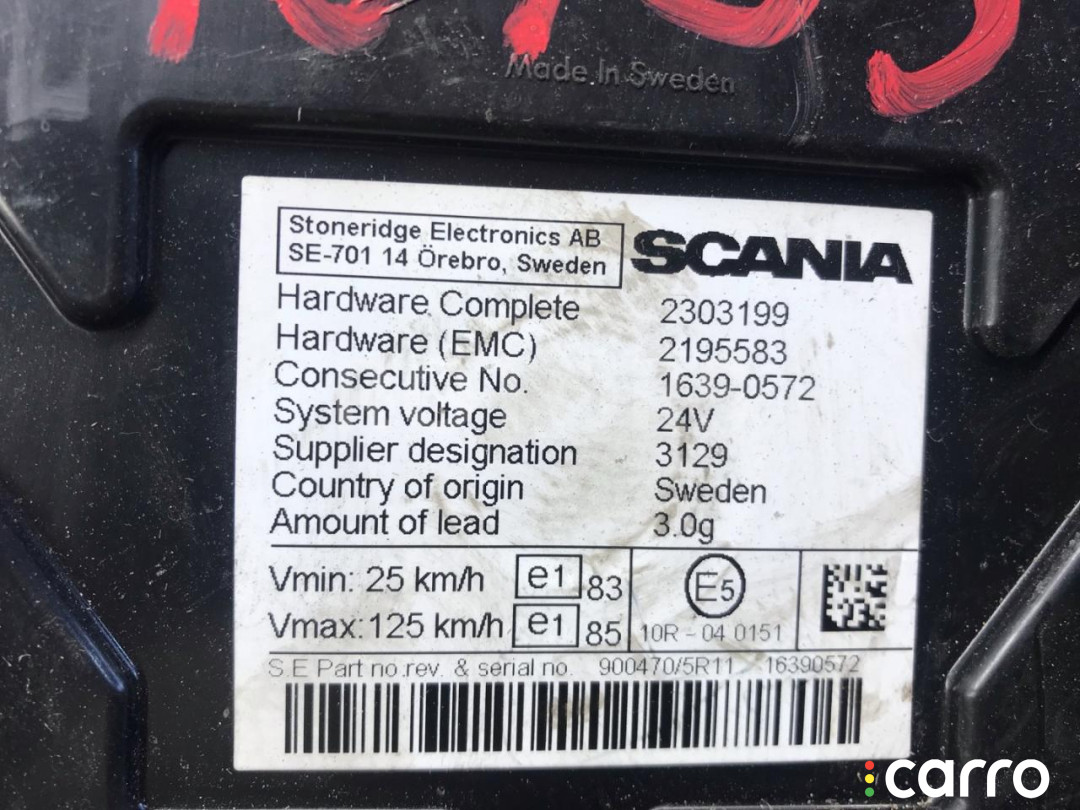 Made In Sweden
Stoneridge Electronics AB
SE-701 14 Örebro, Sweden
SCANIA
Hardware Complete 2303199
Hardware (EMC) 2195583
Consecutive No. 1639-0572
System voltage 24V
Supplier designation 3129
Country of origin Sweden
Amount of lead 3.0g
Vmin: 25 km/h e1 83
Vmax: 125 km/h e1 85
E5
10R - 04 0151
S.E Part no.rev. & serial no. 900470/5R11 16390572
carro